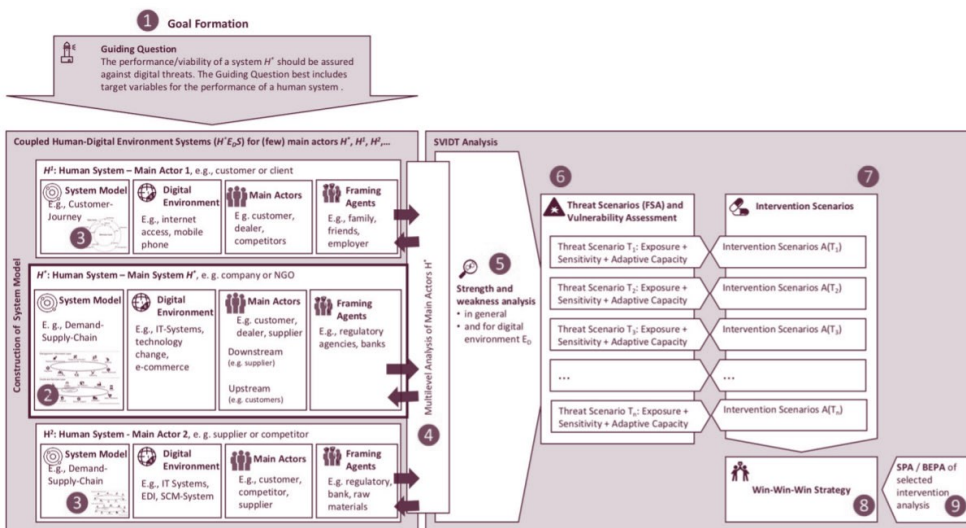 1 Goal Formation
Guiding Question
The performance/viability of a system H* should be assured
against digital threats. The Guiding Question best includes
target variables for the performance of a human system .
Construction of System Model
Coupled Human-Digital Environment Systems (H*E_DS) for (few) main actors H*, H¹, H²,...
H¹: Human System – Main Actor 1, e.g., customer or client
System Model
E.g., Customer-
Journey
3
Digital
Environment
E.g., internet
access, mobile
phone
Main Actors
E g. customer,
dealer,
competitors
Framing
Agents
E.g., family,
friends,
employer
H*: Human System – Main System H*, e. g. company or NGO
System Model
E. g., Demand-
Supply-Chain
2
Digital
Environment
E.g., IT-Systems,
technology
change,
e-commerce
Main Actors
E.g., customer,
dealer, supplier
Downstream
(e.g. supplier)
Upstream
(e.g. customers)
Framing
Agents
E.g., regulatory
agencies, banks
H²: Human System - Main Actor 2, e. g. supplier or competitor
System Model
E.g., Demand-
Supply-Chain
3
Digital
Environment
E.g., IT Systems,
EDI, SCM-System
Main Actors
E.g., customer,
competitor,
supplier
Framing
Agents
E.g. regulatory,
bank, raw
materials
Multilevel Analysis of Main Actors H*
4
SVIDT Analysis
5
Strength and
weakness analysis
• in general
• and for digital
environment E_D
6
Threat Scenarios (FSA) and
Vulnerability Assessment
Threat Scenario T₁: Exposure +
Sensitivity + Adaptive Capacity
Threat Scenario T₂: Exposure +
Sensitivity + Adaptive Capacity
Threat Scenario T₃: Exposure +
Sensitivity + Adaptive Capacity
...
Threat Scenario Tₙ: Exposure +
Sensitivity + Adaptive Capacity
7
Intervention Scenarios
Intervention Scenarios A(T₁)
Intervention Scenarios A(T₂)
Intervention Scenarios A(T₃)
...
Intervention Scenarios A(Tₙ)
Win-Win-Win Strategy
8
SPA / BEPA of
selected
intervention
analysis
9